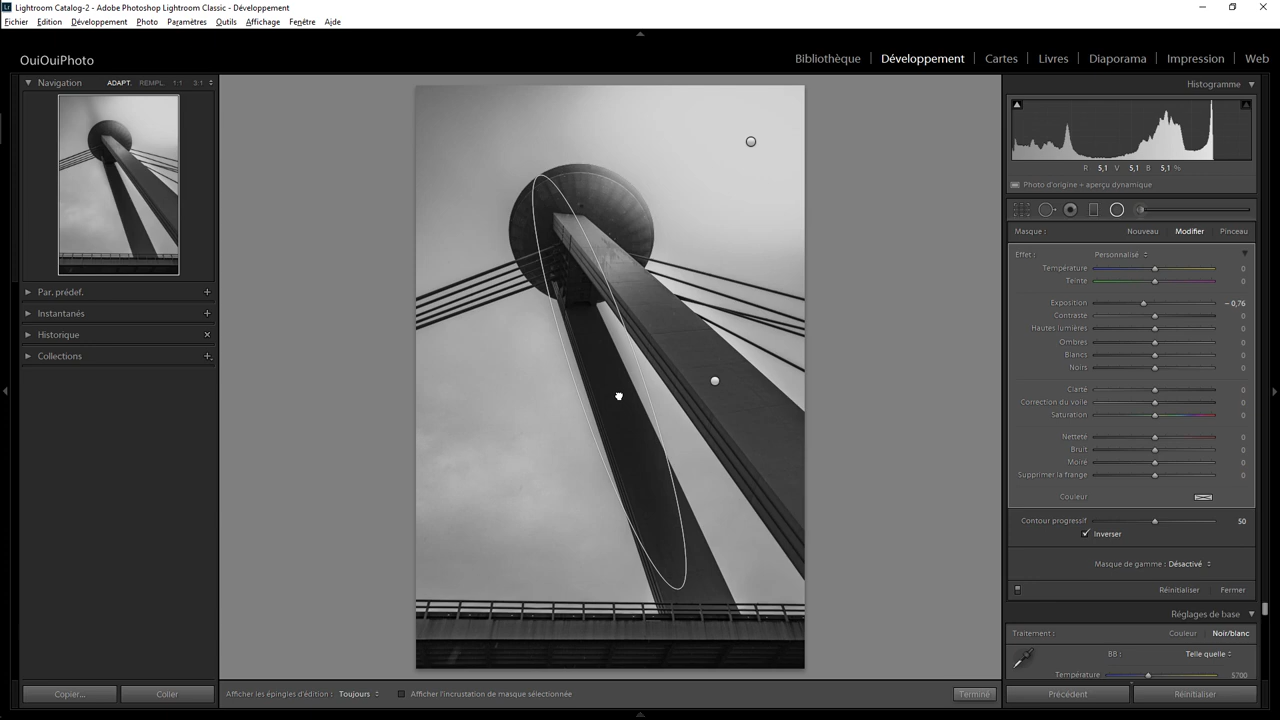 Lightroom Catalog-2 - Adobe Photoshop Lightroom Classic - Développement
Fichier Edition Développement Photo Paramètres Outils Affichage Fenêtre Aide
OuiOuiPhoto
Bibliothèque Développement Cartes Livres Diaporama Impression Web
Navigation ADAPT. REMPL. 1:1 3:1
Histogramme
R 5,1 V 5,1 B 5,1 %
Photo d'origine + aperçu dynamique
Masque : Nouveau Modifier Pinceau
Effet : Personnalisé
Température 0
Teinte 0
Exposition – 0,76
Contraste 0
Hautes lumières 0
Ombres 0
Blancs 0
Noirs 0
Clarté 0
Correction du voile 0
Saturation 0
Netteté 0
Bruit 0
Moiré 0
Supprimer la frange 0
Couleur
Contour progressif 50
Inverser
Masque de gamme : Désactivé
Réinitialiser Fermer
Réglages de base
Traitement : Couleur Noir/blanc
BB : Telle quelle
Température 5700
Par. prédef.
Instantanés
Historique
Collections
Copier... Coller
Afficher les épingles d'édition : Toujours Afficher l'incrustation de masque sélectionnée Terminé
Précédent Réinitialiser